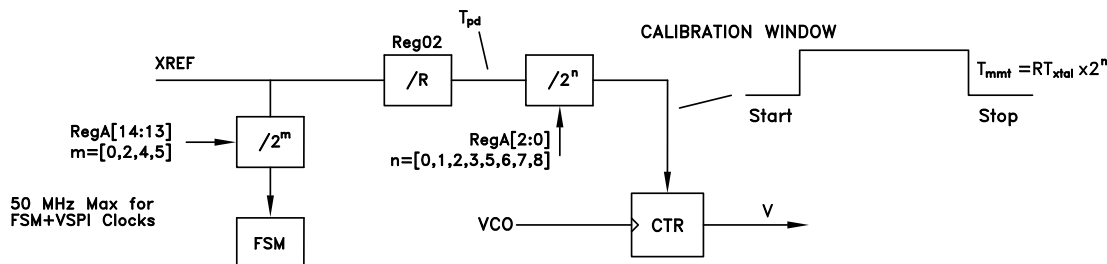 T_pd
CALIBRATION WINDOW
Reg02
XREF
/R
/2^n
T_mmt = RT_xtal x 2^n
Start
Stop
RegA[14:13]
m=[0,2,4,5]
/2^m
RegA[2:0]
n=[0,1,2,3,5,6,7,8]
50 MHz Max for
FSM+VSPI Clocks
FSM
VCO
CTR
V